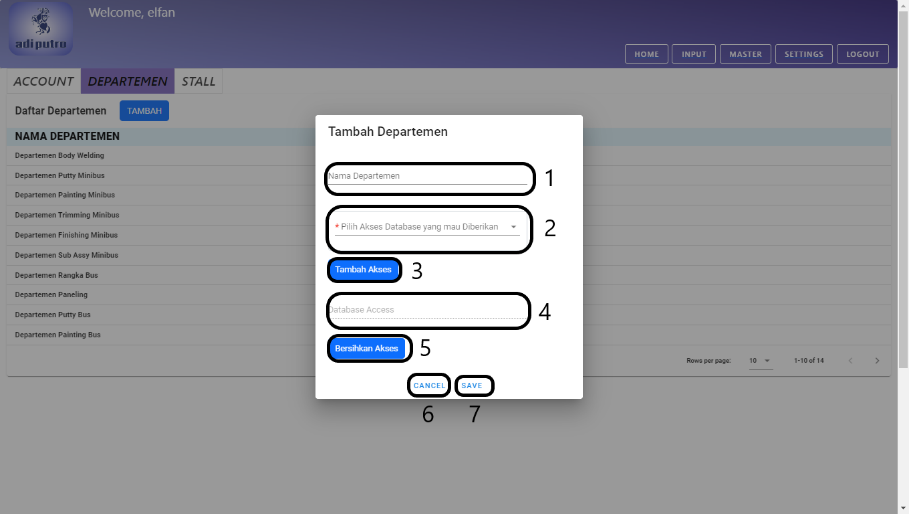 Welcome, elfan
adiputro
HOME INPUT MASTER SETTINGS LOGOUT
ACCOUNT DEPARTEMEN STALL
Daftar Departemen TAMBAH
NAMA DEPARTEMEN
Departemen Body Welding
Departemen Putty Minibus
Departemen Painting Minibus
Departemen Trimming Minibus
Departemen Finishing Minibus
Departemen Sub Assy Minibus
Departemen Rangka Bus
Departemen Paneling
Departemen Putty Bus
Departemen Painting Bus
Rows per page: 10 1-10 of 14
Tambah Departemen
Nama Departemen 1
* Pilih Akses Database yang mau Diberikan 2
Tambah Akses 3
Database Access 4
Bersihkan Akses 5
CANCEL SAVE
6 7